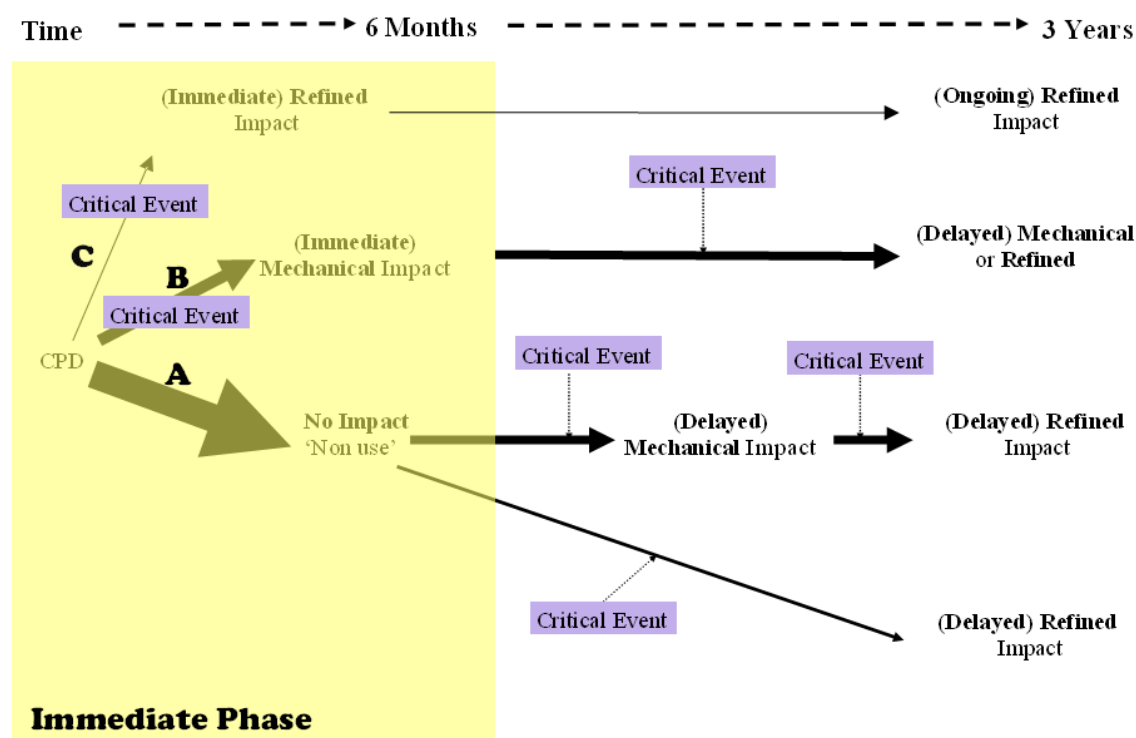 Time
6 Months
3 Years
(Immediate) Refined
Impact
(Ongoing) Refined
Impact
Critical Event
Critical Event
C
(Immediate)
Mechanical Impact
(Delayed) Mechanical
or Refined
B
Critical Event
CPD
A
Critical Event
Critical Event
No Impact
‘Non use’
(Delayed)
Mechanical Impact
(Delayed) Refined
Impact
Critical Event
(Delayed) Refined
Impact
Immediate Phase